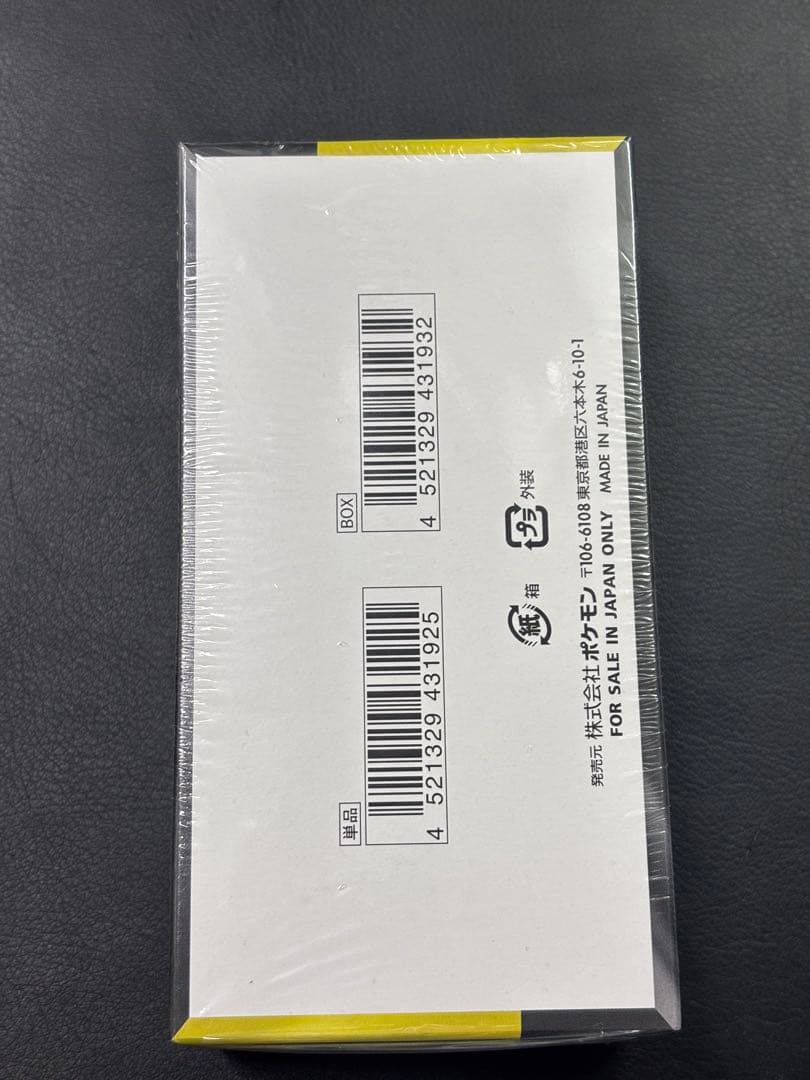 単品
4 521329 431925
BOX
4 521329 431932
紙 箱 プラ 外装
発売元 株式会社 ポケモン 〒106-6108 東京都港区六本木6-10-1
FOR SALE IN JAPAN ONLY MADE IN JAPAN